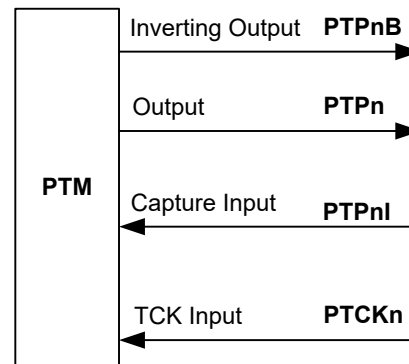 Inverting Output PTPnB
Output PTPn
PTM
Capture Input PTPnI
TCK Input PTCKn